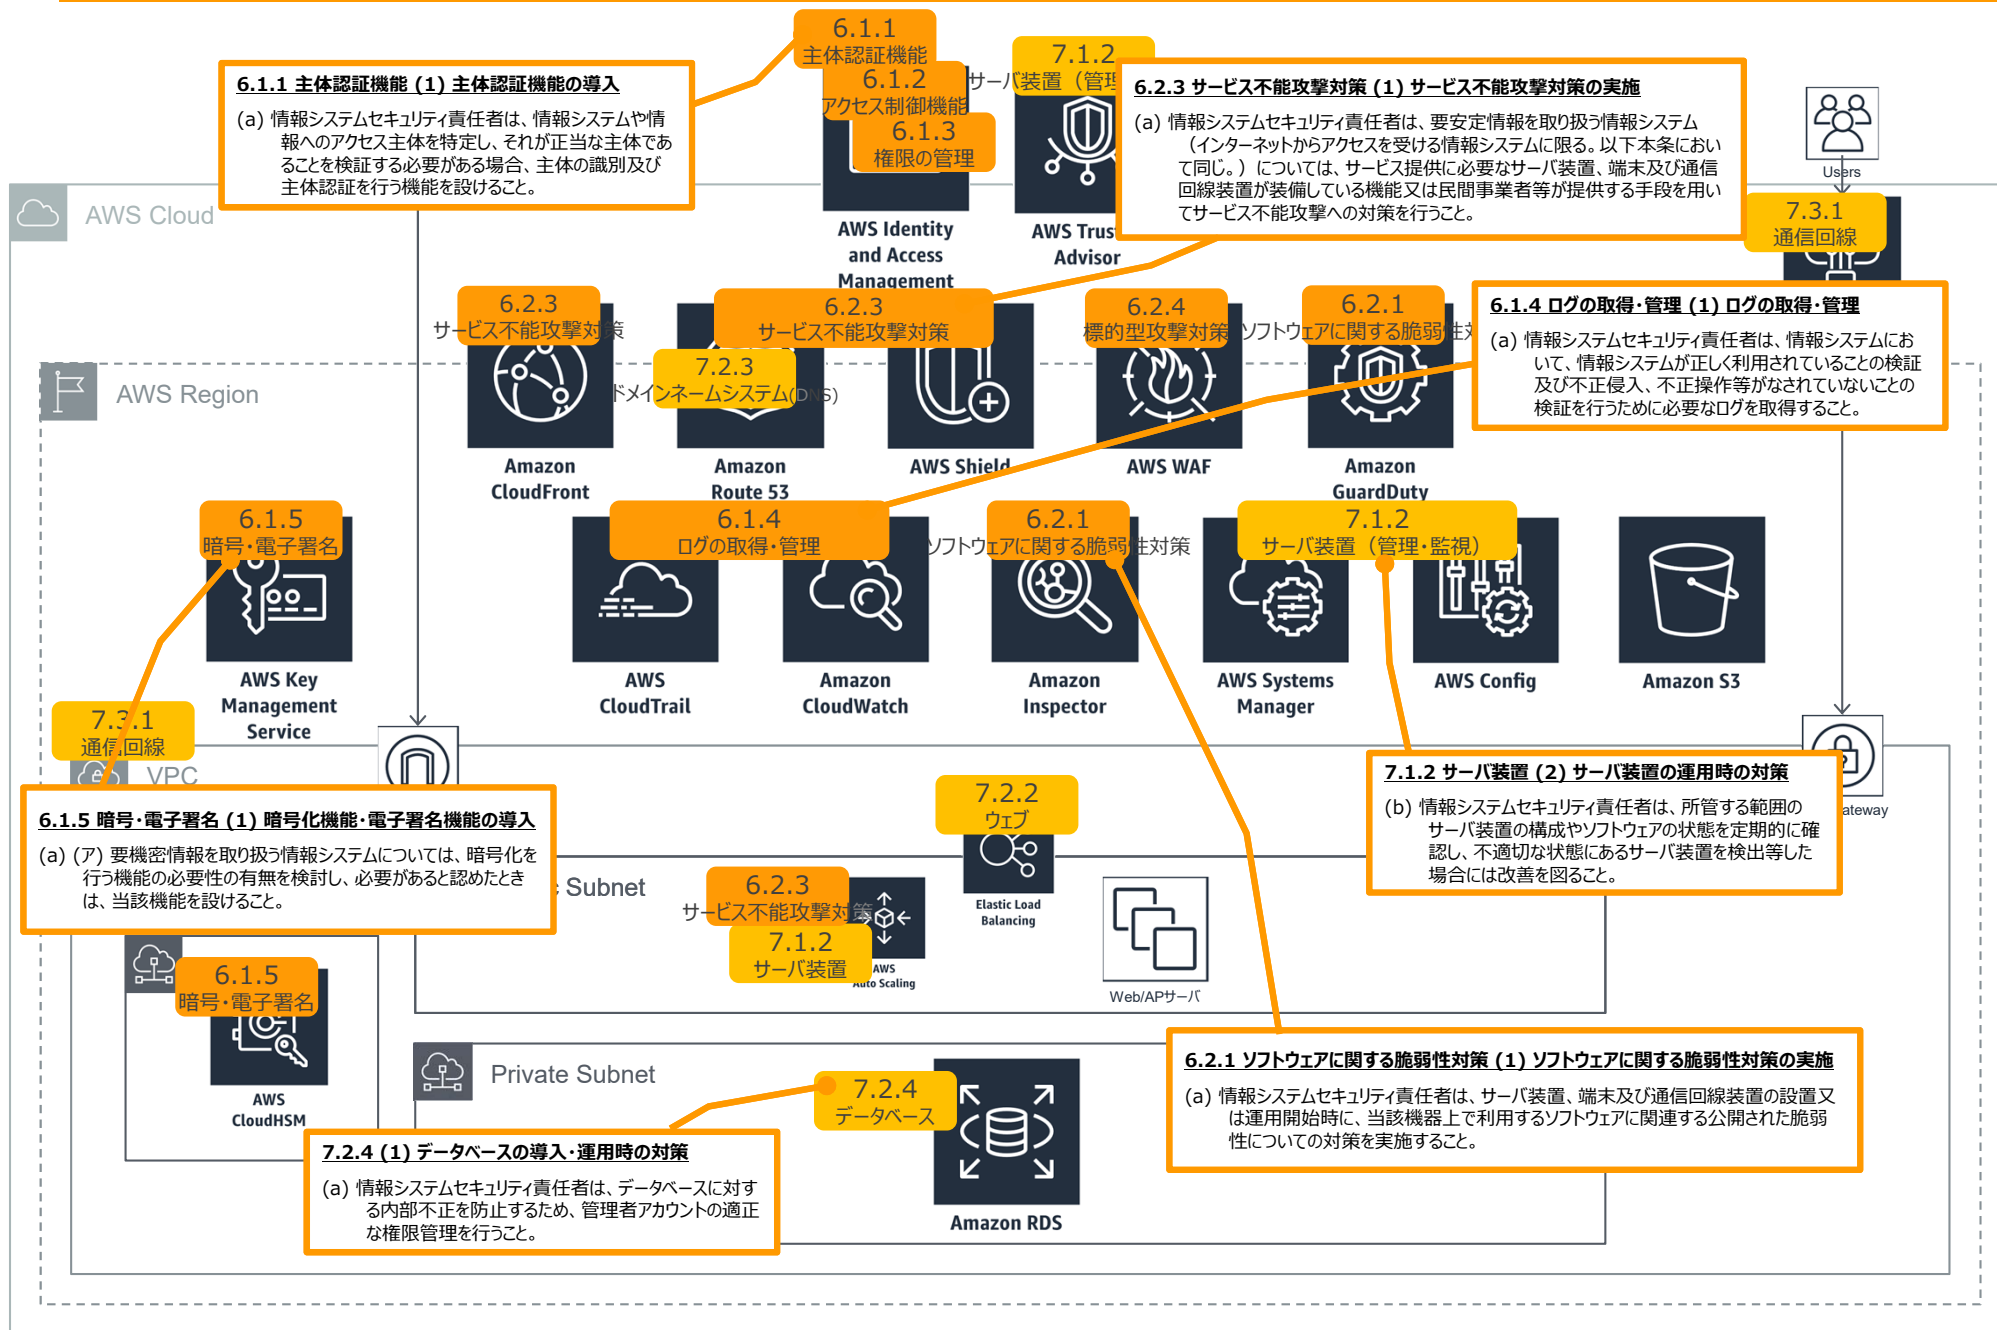 6.1.1
主体認証機能
6.1.2
アクセス制御機能
6.1.3
権限の管理
AWS Identity
and Access
Management
7.1.2
サーバ装置（管理
AWS Trus
Advisor
6.1.1 主体認証機能 (1) 主体認証機能の導入
(a) 情報システムセキュリティ責任者は、情報システムや情
報へのアクセス主体を特定し、それが正当な主体であ
ることを検証する必要がある場合、主体の識別及び
主体認証を行う機能を設けること。
6.2.3 サービス不能攻撃対策 (1) サービス不能攻撃対策の実施
(a) 情報システムセキュリティ責任者は、要安定情報を取り扱う情報システム
（インターネットからアクセスを受ける情報システムに限る。以下本条におい
て同じ。）については、サービス提供に必要なサーバ装置、端末及び通信
回線装置が装備している機能又は民間事業者等が提供する手段を用い
てサービス不能攻撃への対策を行うこと。
Users
AWS Cloud
7.3.1
通信回線
6.2.3
サービス不能攻撃対策
Amazon
CloudFront
6.2.3
サービス不能攻撃対策
7.2.3
ドメインネームシステム(DNS)
Amazon
Route 53
AWS Shield
6.2.4
標的型攻撃対策
AWS WAF
6.2.1
ソフトウェアに関する脆弱性対
Amazon
GuardDuty
6.1.4 ログの取得・管理 (1) ログの取得・管理
(a) 情報システムセキュリティ責任者は、情報システムにお
いて、情報システムが正しく利用されていることの検証
及び不正侵入、不正操作等がなされていないことの
検証を行うために必要なログを取得すること。
AWS Region
6.1.5
暗号・電子署名
AWS Key
Management
Service
6.1.4
ログの取得・管理
AWS
CloudTrail
Amazon
CloudWatch
6.2.1
ソフトウェアに関する脆弱性対策
Amazon
Inspector
7.1.2
サーバ装置（管理・監視）
AWS Systems
Manager
AWS Config
Amazon S3
7.3.1
通信回線
VPC
6.1.5 暗号・電子署名 (1) 暗号化機能・電子署名機能の導入
(a) (ア) 要機密情報を取り扱う情報システムについては、暗号化を
行う機能の必要性の有無を検討し、必要があると認めたとき
は、当該機能を設けること。
7.2.2
ウェブ
Elastic Load
Balancing
7.1.2 サーバ装置 (2) サーバ装置の運用時の対策
(b) 情報システムセキュリティ責任者は、所管する範囲の
サーバ装置の構成やソフトウェアの状態を定期的に確
認し、不適切な状態にあるサーバ装置を検出等した
場合には改善を図ること。
ateway
c Subnet
6.2.3
サービス不能攻撃対策
7.1.2
サーバ装置
AWS
Auto Scaling
Web/APサーバ
6.1.5
暗号・電子署名
AWS
CloudHSM
Private Subnet
7.2.4
データベース
Amazon RDS
6.2.1 ソフトウェアに関する脆弱性対策 (1) ソフトウェアに関する脆弱性対策の実施
(a) 情報システムセキュリティ責任者は、サーバ装置、端末及び通信回線装置の設置又
は運用開始時に、当該機器上で利用するソフトウェアに関連する公開された脆弱
性についての対策を実施すること。
7.2.4 (1) データベースの導入・運用時の対策
(a) 情報システムセキュリティ責任者は、データベースに対す
る内部不正を防止するため、管理者アカウントの適正
な権限管理を行うこと。